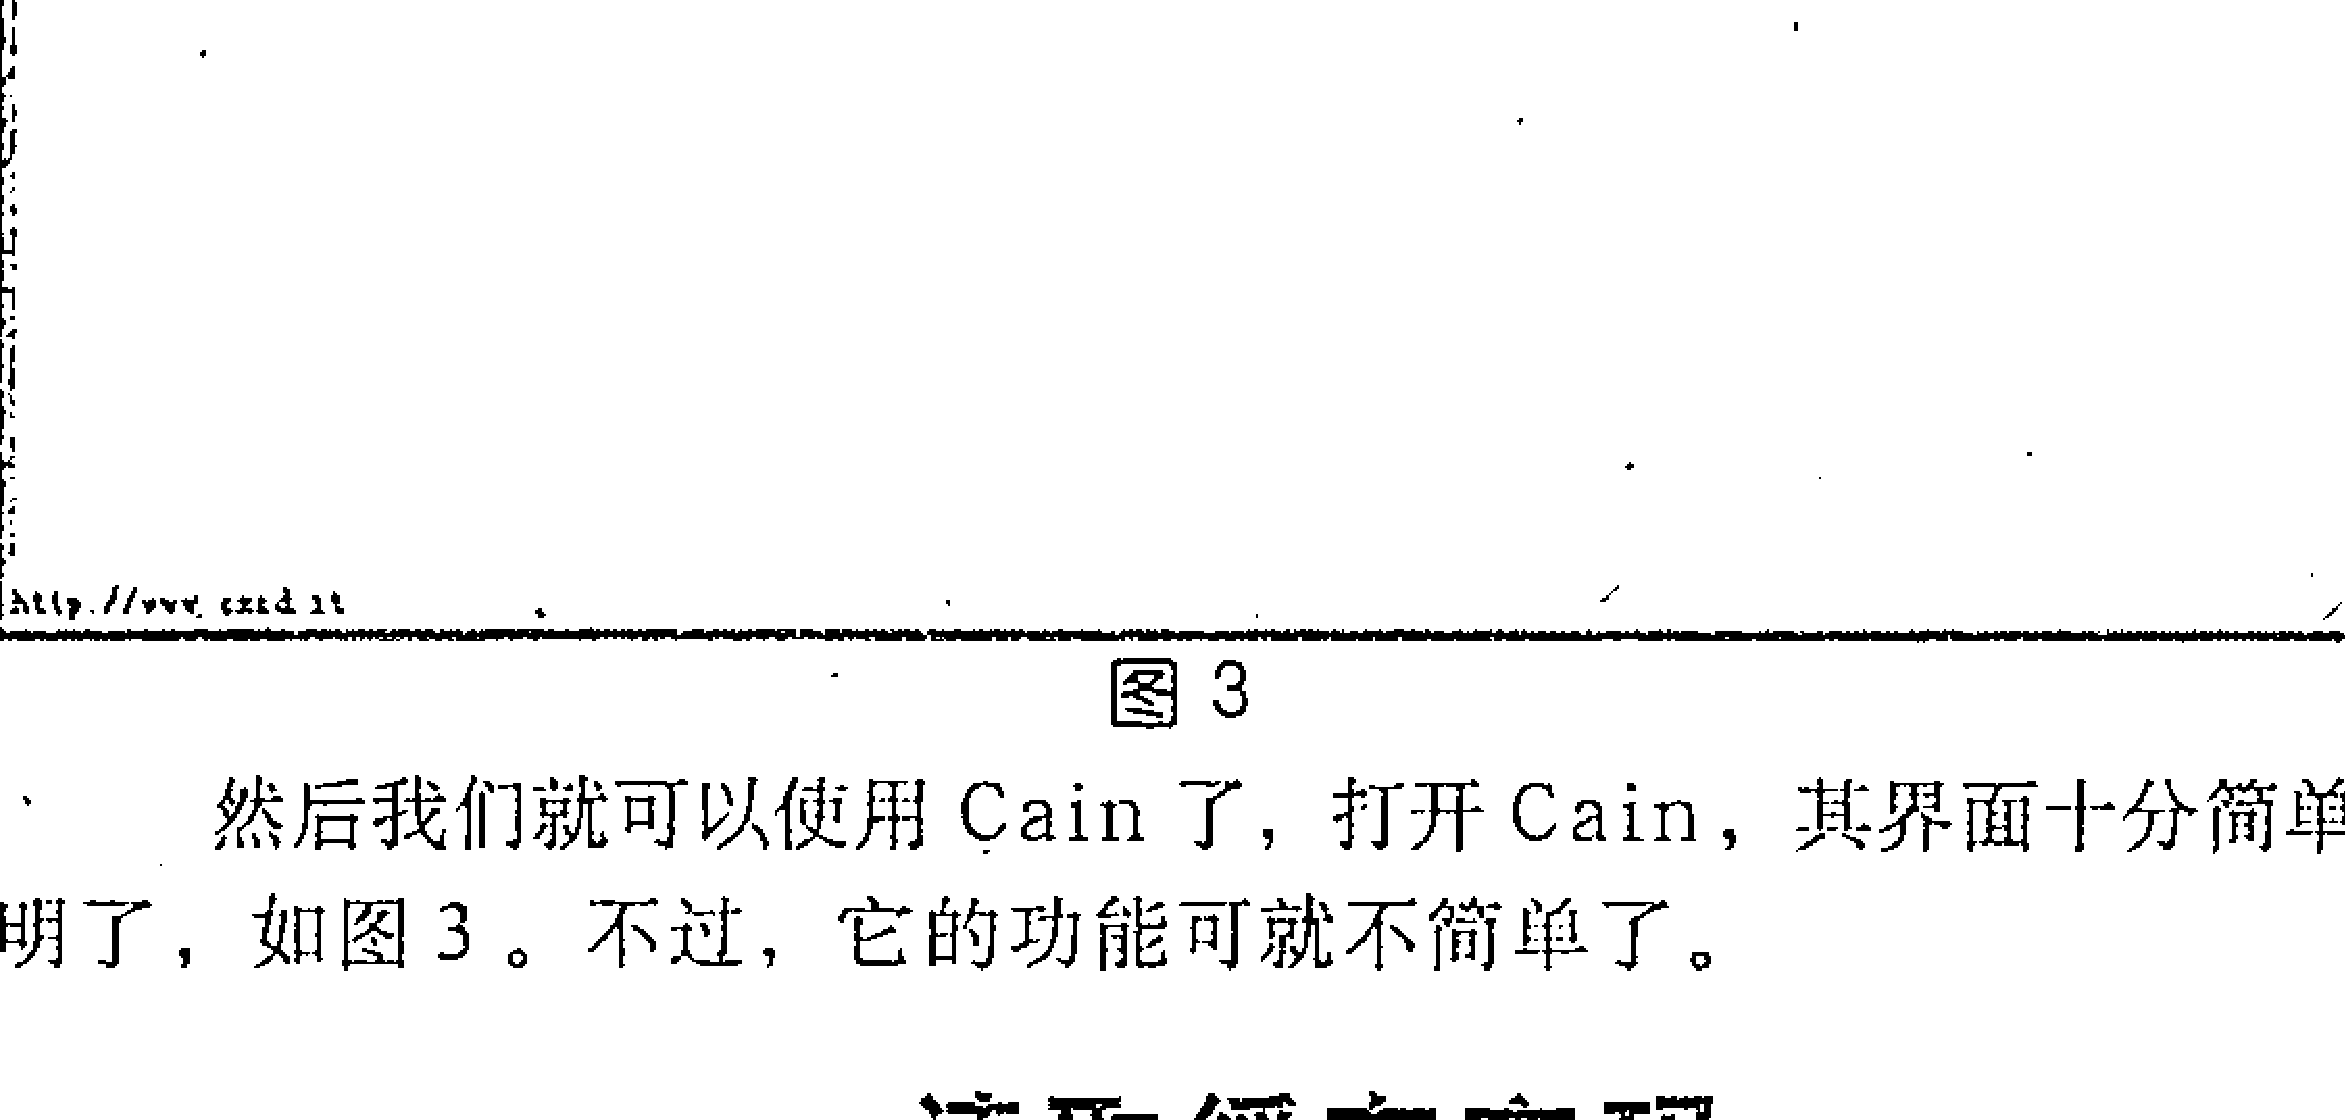 图 3
然后我们就可以使用 Cain 了，打开 Cain，其界面十分简单
明了，如图 3 。不过，它的功能可就不简单了。